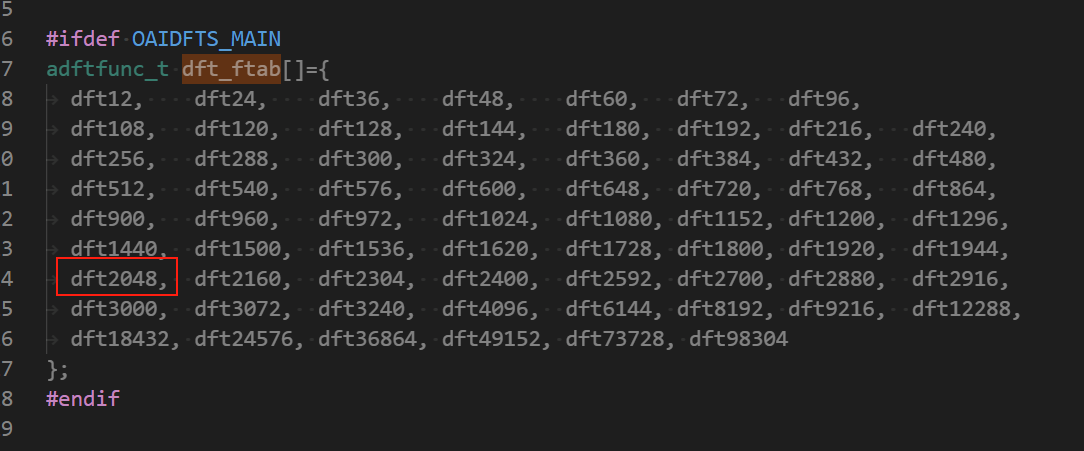 5
6 #ifdef OAIDFTS_MAIN
7 adftfunc_t dft_ftab[]={
8 dft12, dft24, dft36, dft48, dft60, dft72, dft96,
9 dft108, dft120, dft128, dft144, dft180, dft192, dft216, dft240,
0 dft256, dft288, dft300, dft324, dft360, dft384, dft432, dft480,
1 dft512, dft540, dft576, dft600, dft648, dft720, dft768, dft864,
2 dft900, dft960, dft972, dft1024, dft1080, dft1152, dft1200, dft1296,
3 dft1440, dft1500, dft1536, dft1620, dft1728, dft1800, dft1920, dft1944,
4 dft2048, dft2160, dft2304, dft2400, dft2592, dft2700, dft2880, dft2916,
5 dft3000, dft3072, dft3240, dft4096, dft6144, dft8192, dft9216, dft12288,
6 dft18432, dft24576, dft36864, dft49152, dft73728, dft98304
7 };
8 #endif
9